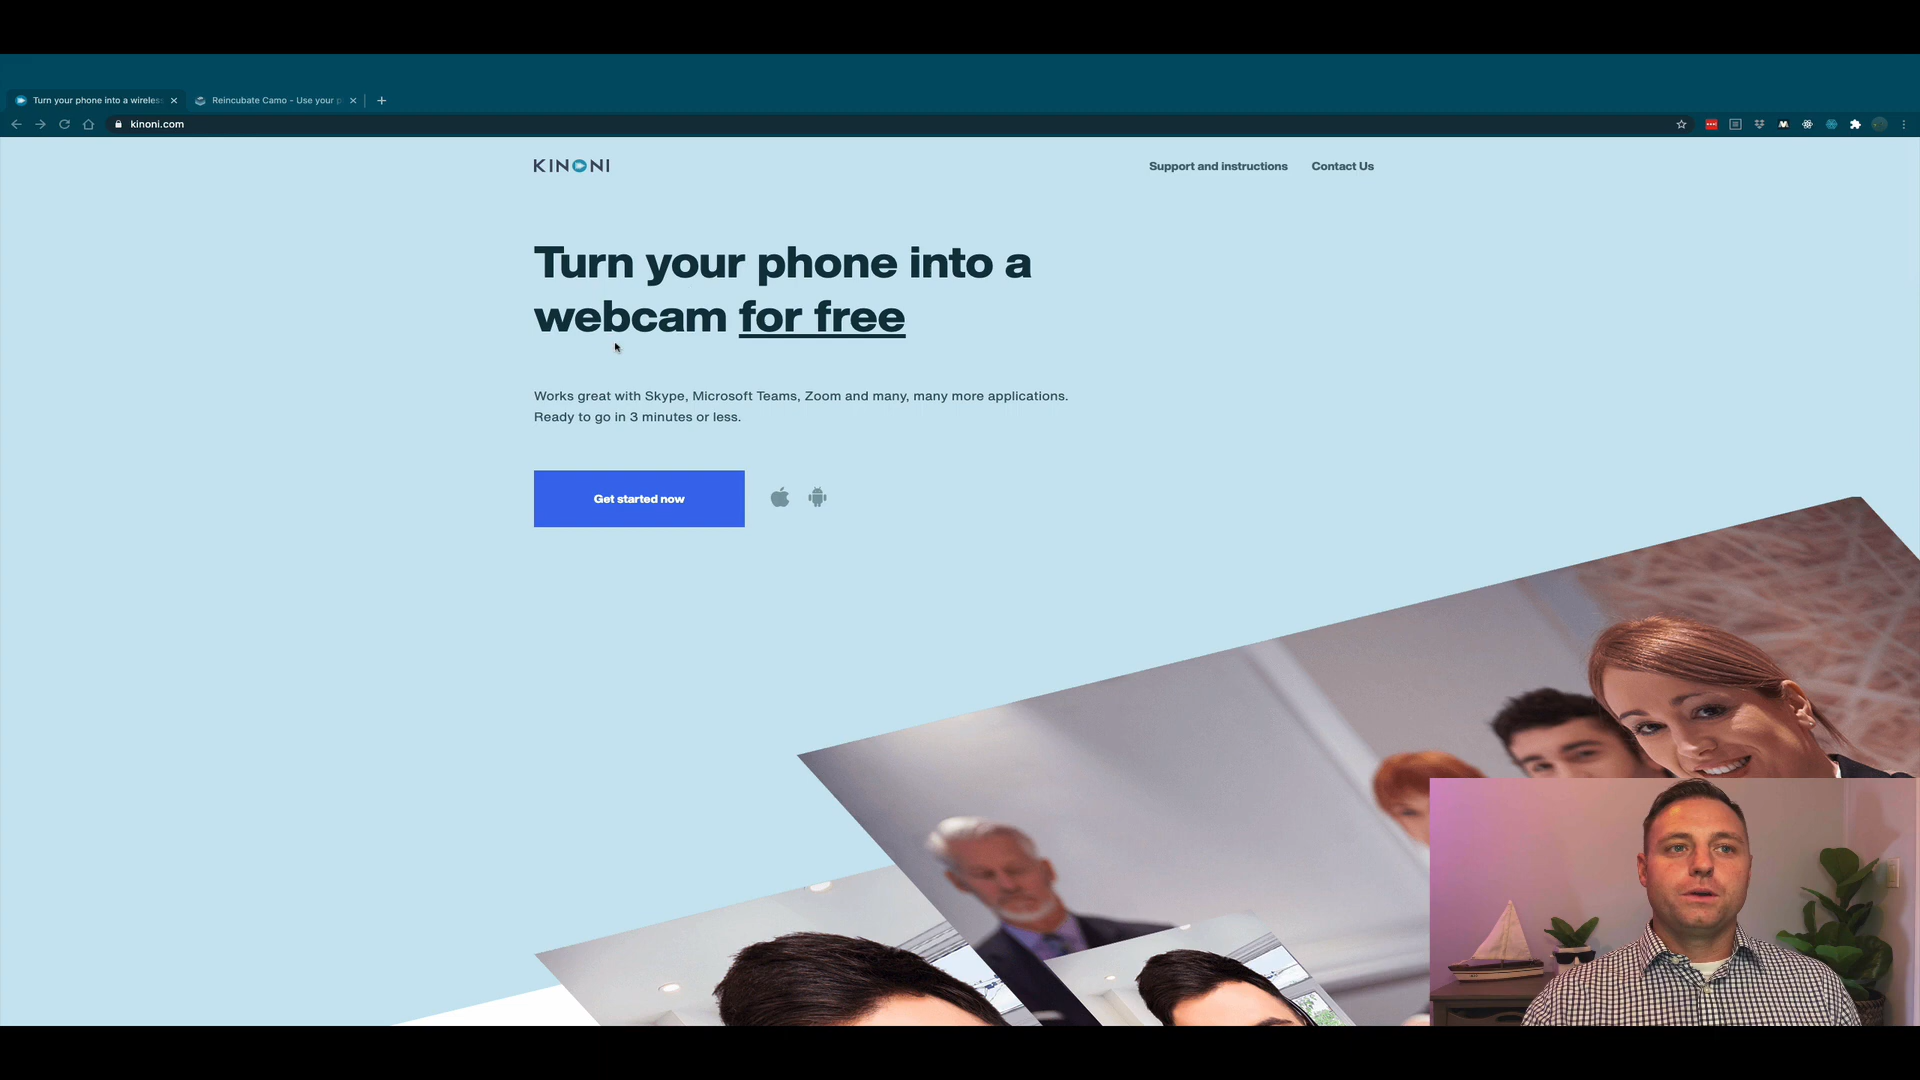 Turn your phone into a wireles
Reincubate Camo - Use your p
kinoni.com
KINONI
Support and instructions
Contact Us
Turn your phone into a
webcam for free
Works great with Skype, Microsoft Teams, Zoom and many, many more applications.
Ready to go in 3 minutes or less.
Get started now